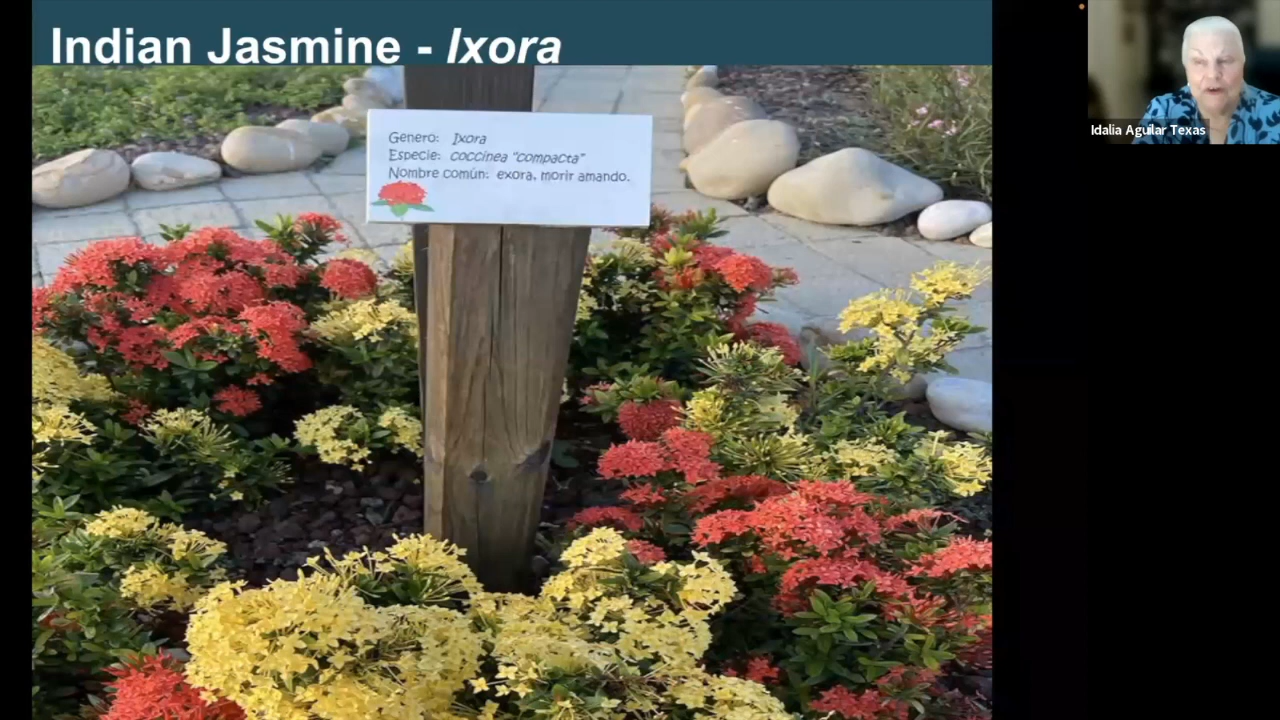 Indian Jasmine - Ixora
Genero: Ixora
Especie: coccinea "compacta"
Nombre común: exora, morir amando.
Idalia Aguilar Texas